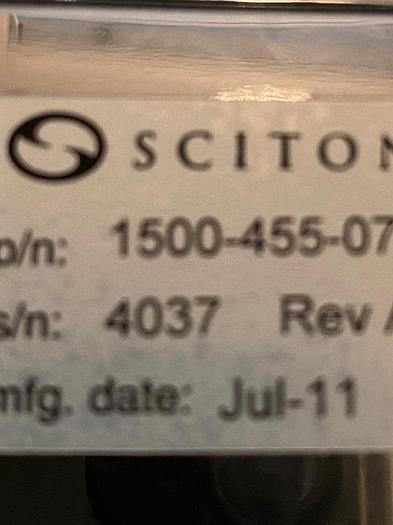 SCITON
p/n: 1500-455-07
s/n: 4037 Rev A
mfg. date: Jul-11